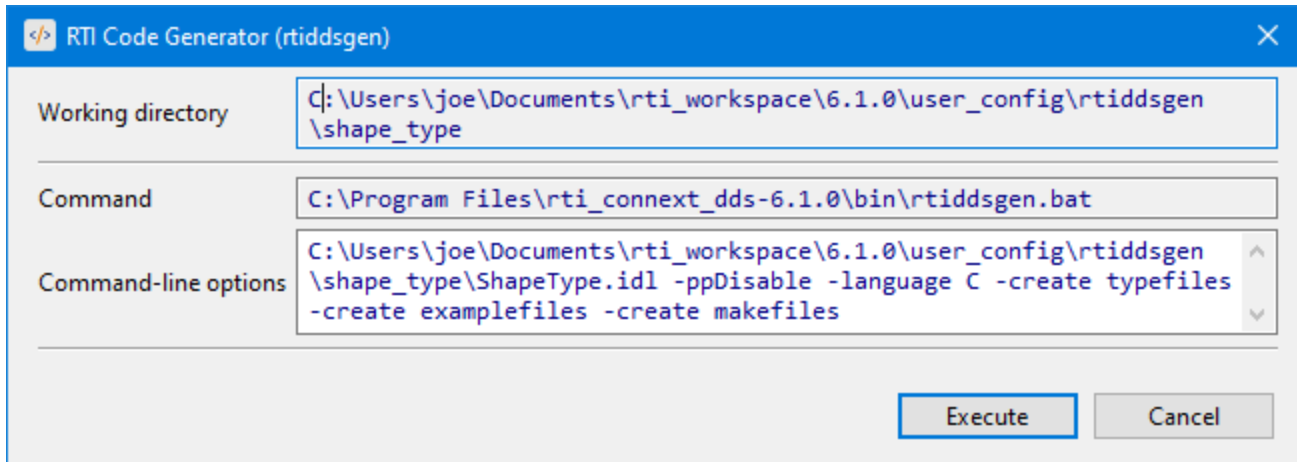 RTI Code Generator (rtiddsgen)
Working directory
C:\Users\joe\Documents\rti_workspace\6.1.0\user_config\rtiddsgen
\shape_type
Command
C:\Program Files\rti_connext_dds-6.1.0\bin\rtiddsgen.bat
Command-line options
C:\Users\joe\Documents\rti_workspace\6.1.0\user_config\rtiddsgen
\shape_type\ShapeType.idl -ppDisable -language C -create typefiles
-create examplefiles -create makefiles
Execute
Cancel